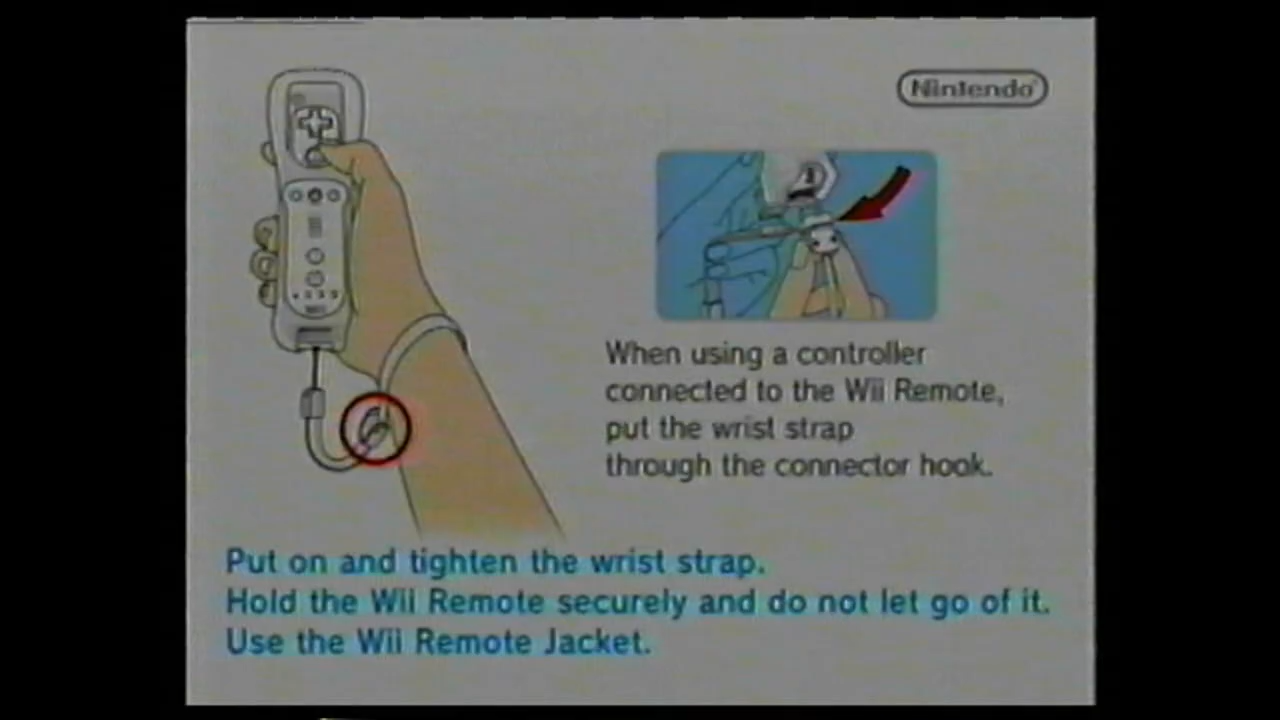 Nintendo
When using a controller
connected to the Wii Remote,
put the wrist strap
through the connector hook.
Put on and tighten the wrist strap.
Hold the Wii Remote securely and do not let go of it.
Use the Wii Remote Jacket.